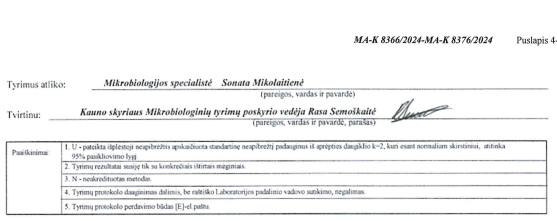 MA-K 8366/2024-MA-K 8376/2024 Puslapis 4-
Tyrimus atliko: Mikrobiologijos specialistė Sonata Mikolaitienė
(pareigos, vardas ir pavardė)
Tvirtinu: Kauno skyriaus Mikrobiologinių tyrimų poskyrio vedėja Rasa Semoškaitė
(pareigos, vardas ir pavardė, parašas)
Paaiškinimai: 1. U - pateikta išplėstoji neapibrėžtis apskaičiuota standartinę neapibrėžtį padauginus iš aprėpties daugiklio k=2, kuri esant normaliam skirstiniui, atitinka
95% pasikliovimo lygį
2. Tyrimų rezultatai susiję tik su konkrečiais ištirtais mėginiais.
3. N - neakredituotas metodas.
4. Tyrimų protokolo dauginimas dalimis, be raštiško Laboratorijos padalinio vadovo sutikimo, negalimas.
5. Tyrimų protokolo perdavimo būdas [E]-el.paštu.